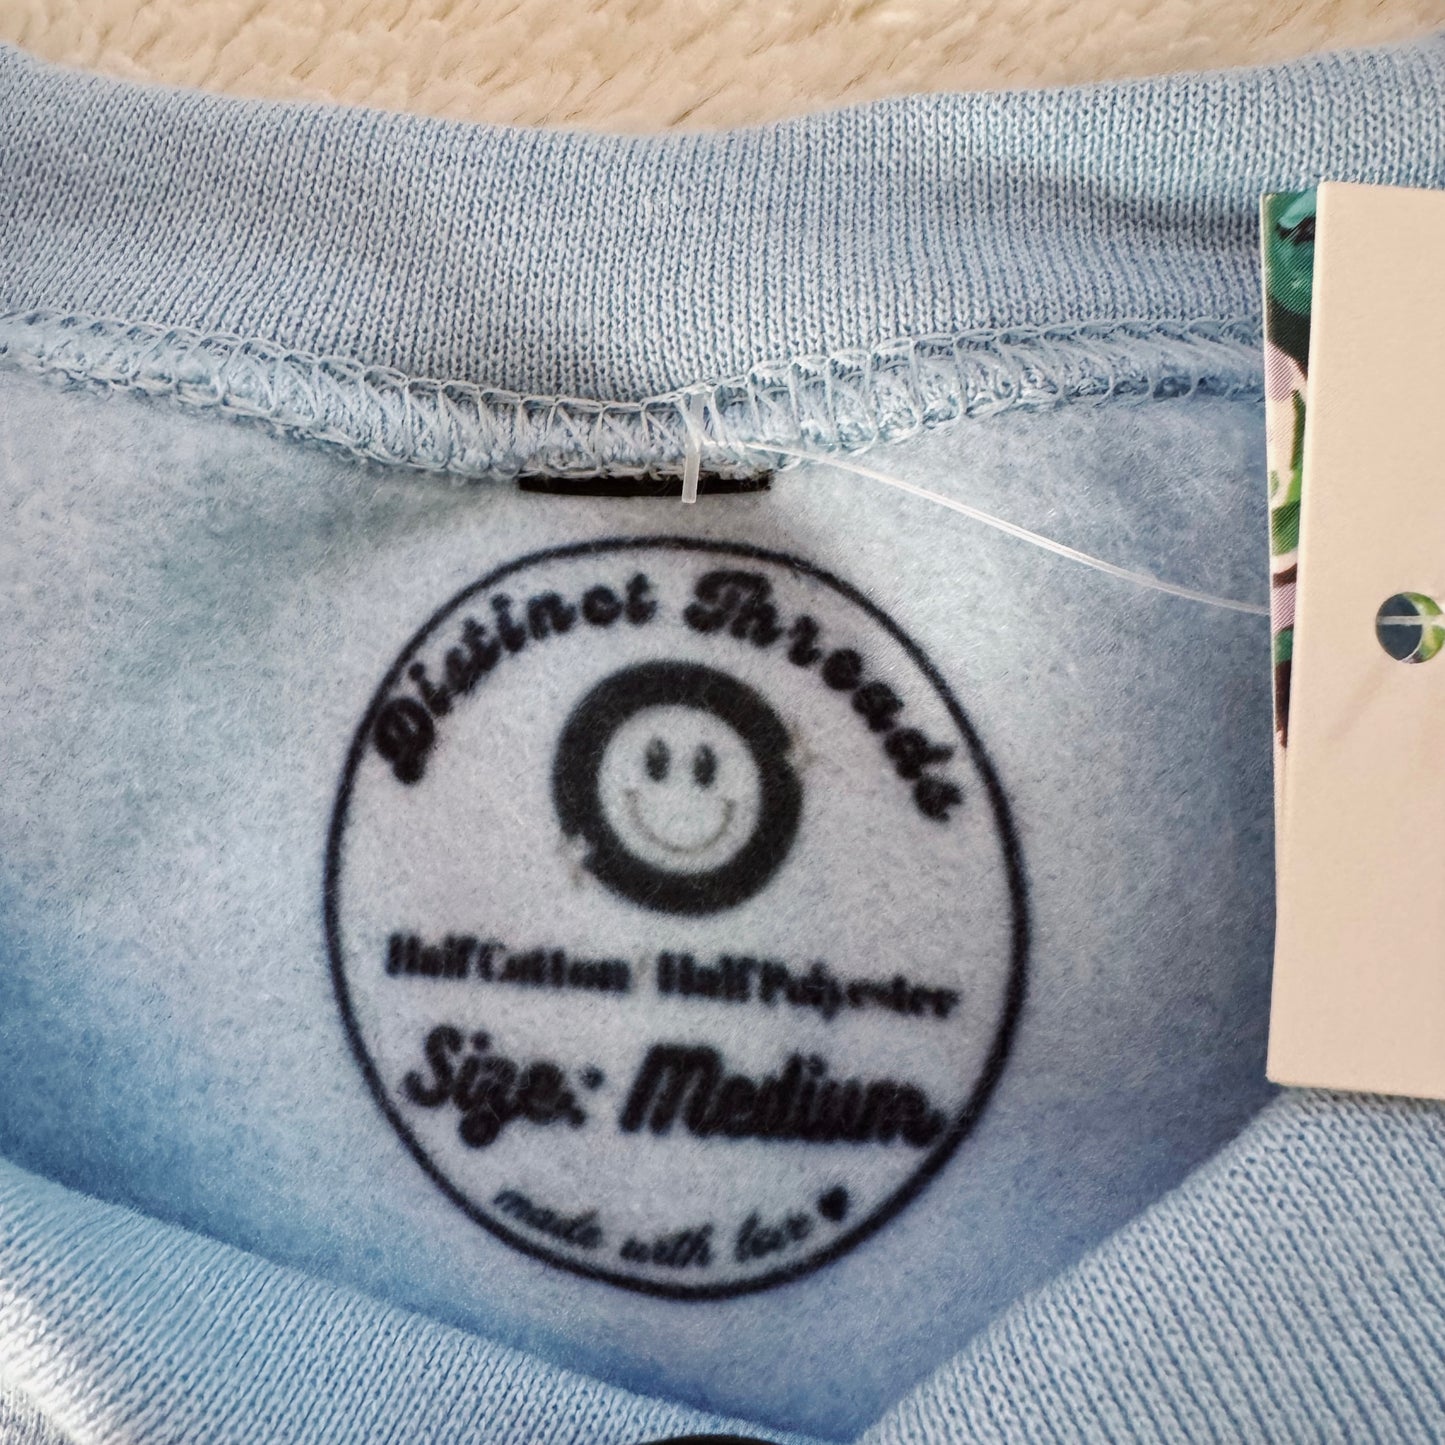 Distinct Threads
Half Cotton Half Polyester
Size: Medium
made with love ♥